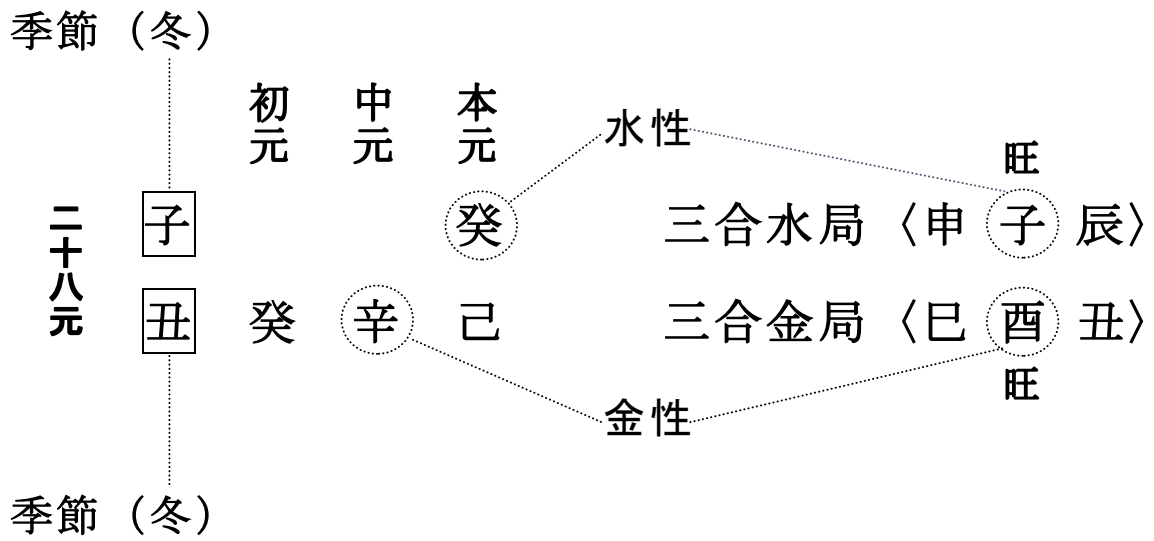 季節（冬）
初元 中元 本元
水性
旺
二十八元
子 癸 三合水局〈申子辰〉
丑 癸 辛 己 三合金局〈巳酉丑〉
旺
金性
季節（冬）